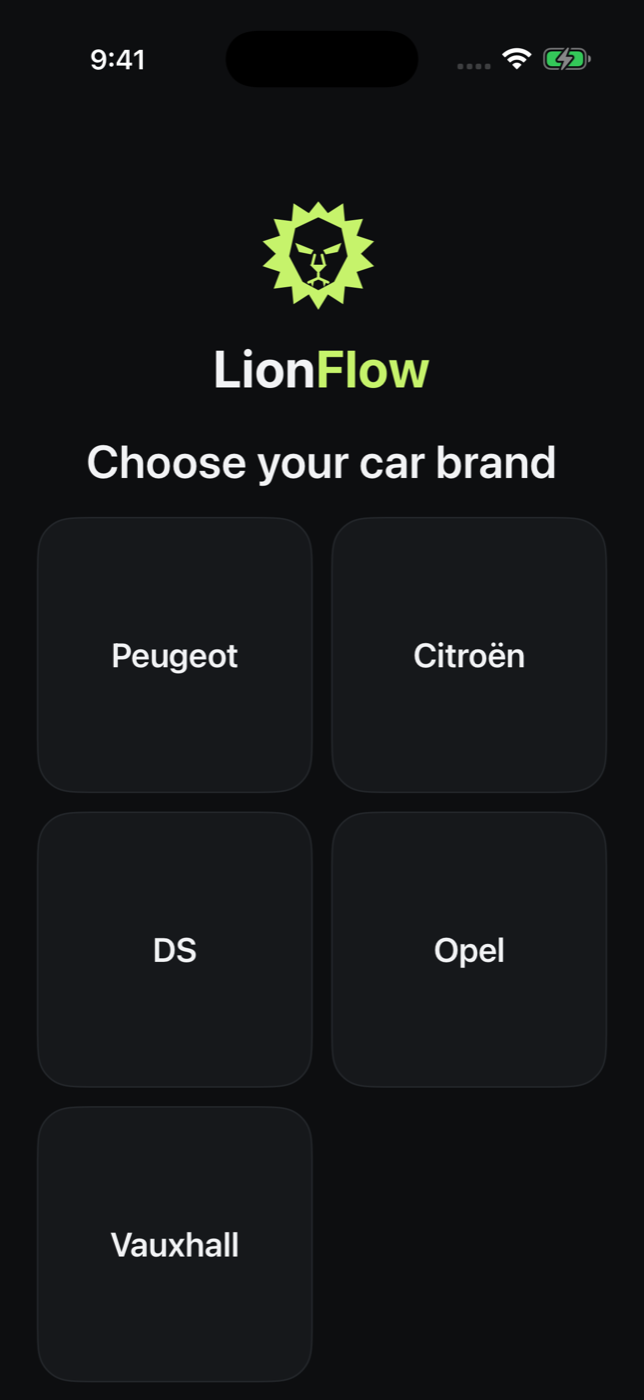 9:41
LionFlow
Choose your car brand
Peugeot
Citroën
DS
Opel
Vauxhall